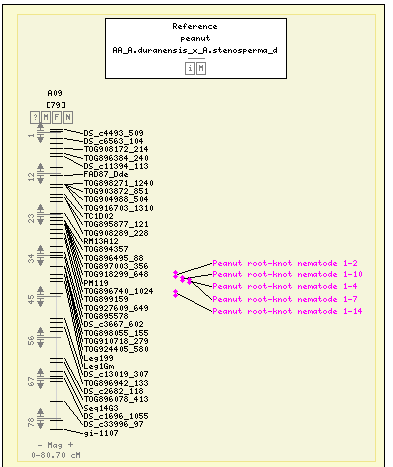 Reference
peanut
AA_A.duranensis_x_A.stenosperma_d
i M
A09
[79]
? M F N
1
12
23
34
45
56
67
78
DS_c4493_509
DS_c6563_104
TOG908172_214
TOG896384_240
DS_c11394_113
FAD87_Dde
TOG898271_1240
TOG903872_851
TOG904988_504
TOG916703_1310
TC1D02
TOG895877_121
TOG908289_228
RM13A12
TOG894357
TOG896495_88
TOG897003_356
TOG918299_648
PM119
TOG896740_1024
TOG899159
TOG927609_649
TOG895578
DS_c3667_602
TOG898055_155
TOG910718_279
TOG924405_580
Leg199
Leg1Gm
DS_c13019_307
TOG896942_133
DS_c2682_118
TOG896078_413
Seq14G3
DS_c1696_1055
DS_c33996_97
gi-1107
Peanut root-knot nematode 1-2
Peanut root-knot nematode 1-10
Peanut root-knot nematode 1-4
Peanut root-knot nematode 1-7
Peanut root-knot nematode 1-14
- Mag +
0-80.70 cM